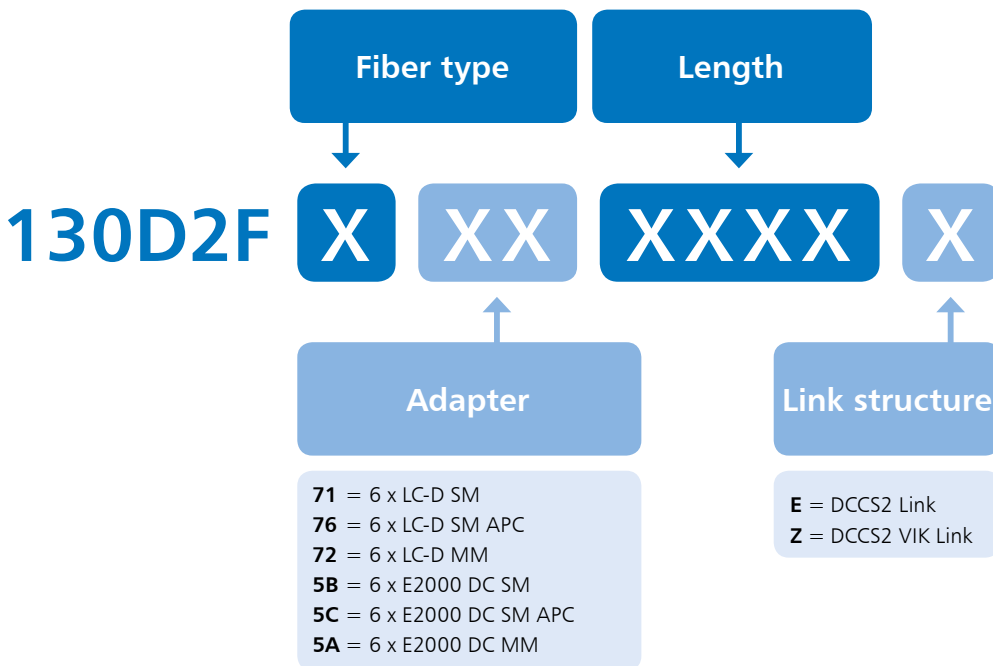 Fiber type
Length
130D2F X XX XXXX X
Adapter
Link structure
71 = 6 x LC-D SM
76 = 6 x LC-D SM APC
72 = 6 x LC-D MM
5B = 6 x E2000 DC SM
5C = 6 x E2000 DC SM APC
5A = 6 x E2000 DC MM
E = DCCS2 Link
Z = DCCS2 VIK Link